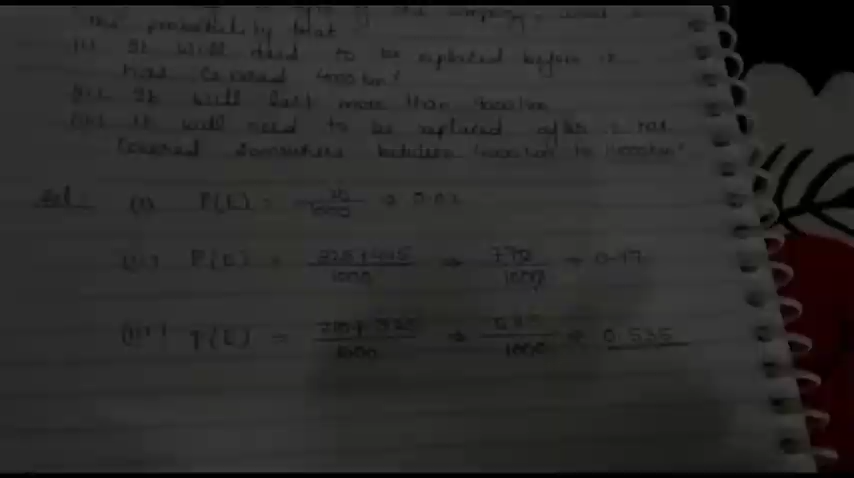 the probability that
(i) It will need to be replaced before it
has covered 4000 km?
(ii) It will last more than 9000 km
(iii) It will need to be replaced after it has
covered somewhere between 4000 km to
Sol: (i) P(E) = 20/1000 ⇒ 0.02
(ii) P(E) = 325+445/1000 ⇒ 770/1000 ⇒ 0.77
(iii) P(E) = 210+325/1000 ⇒ 535/1000 ⇒ 0.535